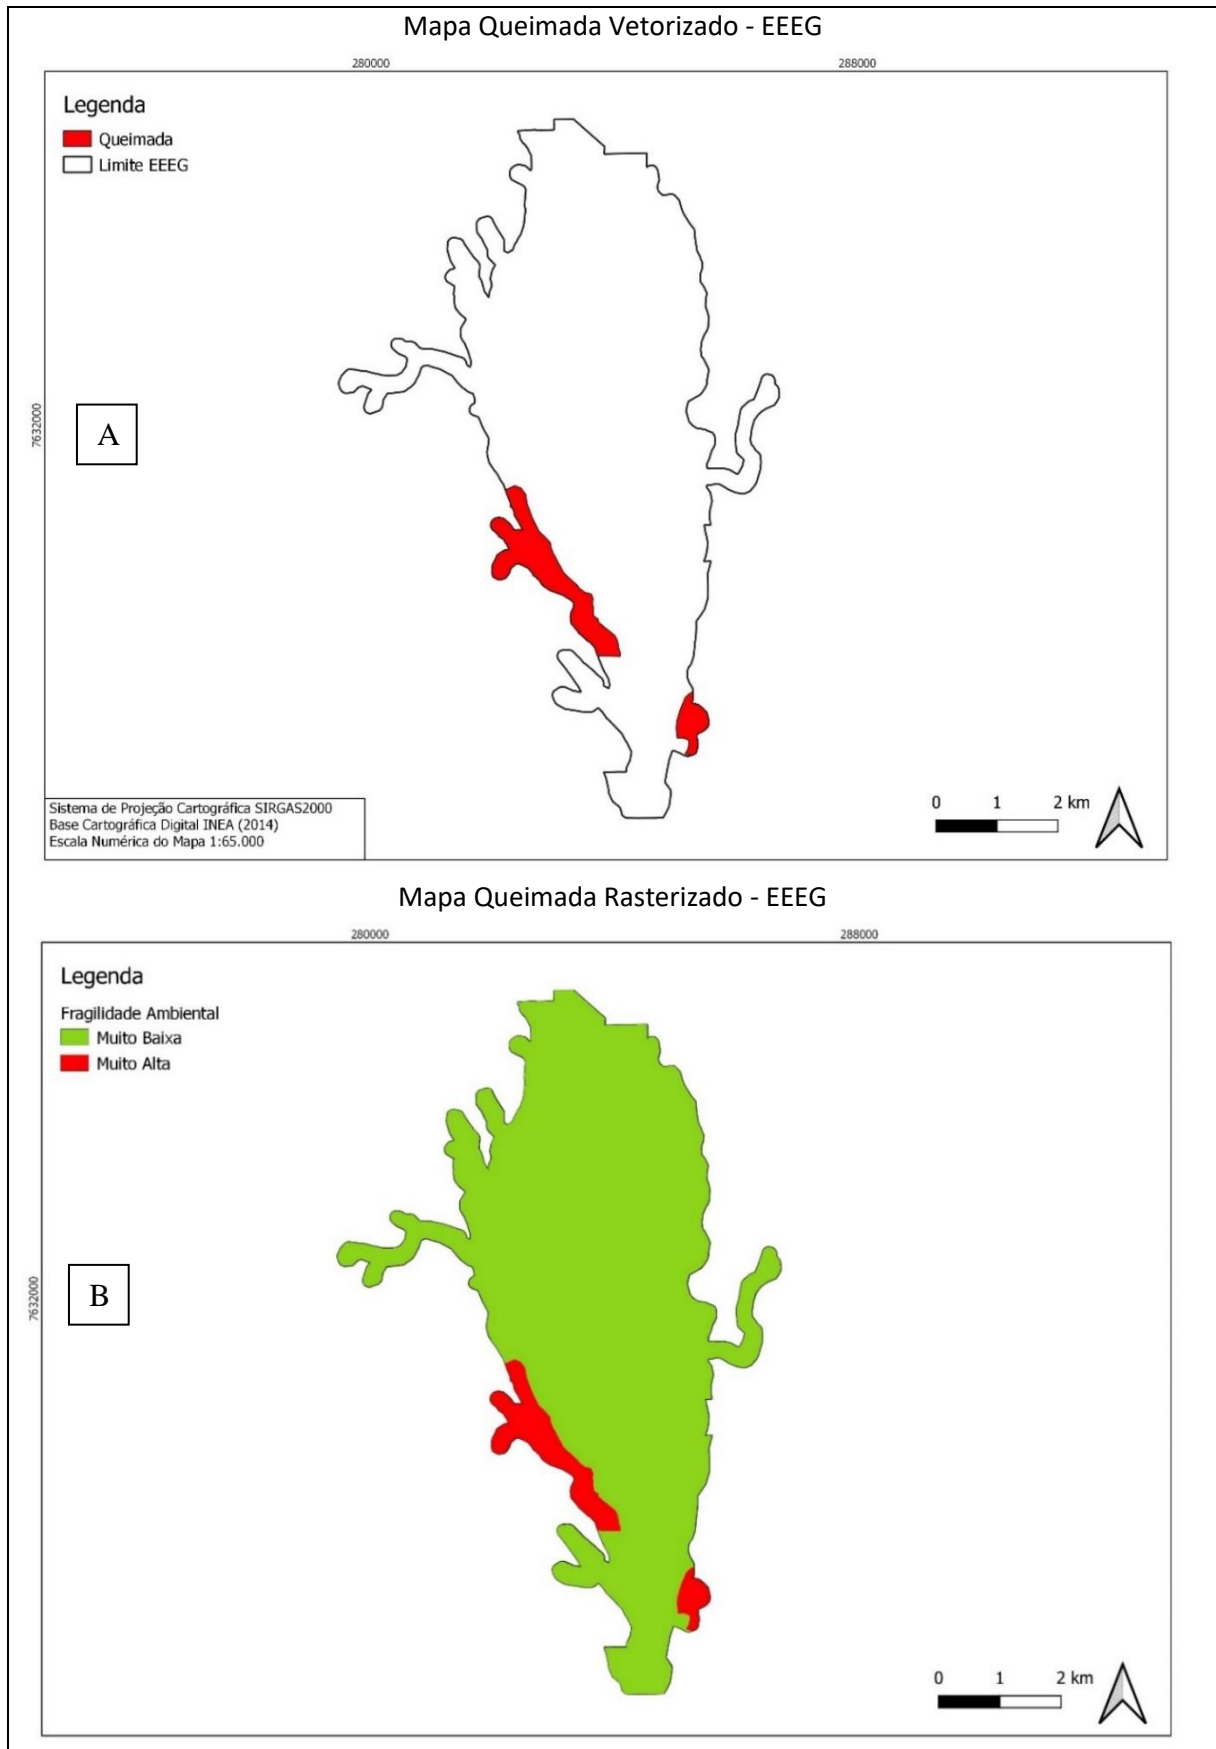 Mapa Queimada Vetorizado - EEEG
280000
288000
Legenda
Queimada
Limite EEEG
7632000
A
Sistema de Projeção Cartográfica SIRGAS2000
Base Cartográfica Digital INEA (2014)
Escala Numérica do Mapa 1:65.000
0 1 2 km
Mapa Queimada Rasterizado - EEEG
280000
288000
Legenda
Fragilidade Ambiental
Muito Baixa
Muito Alta
7632000
B
0 1 2 km